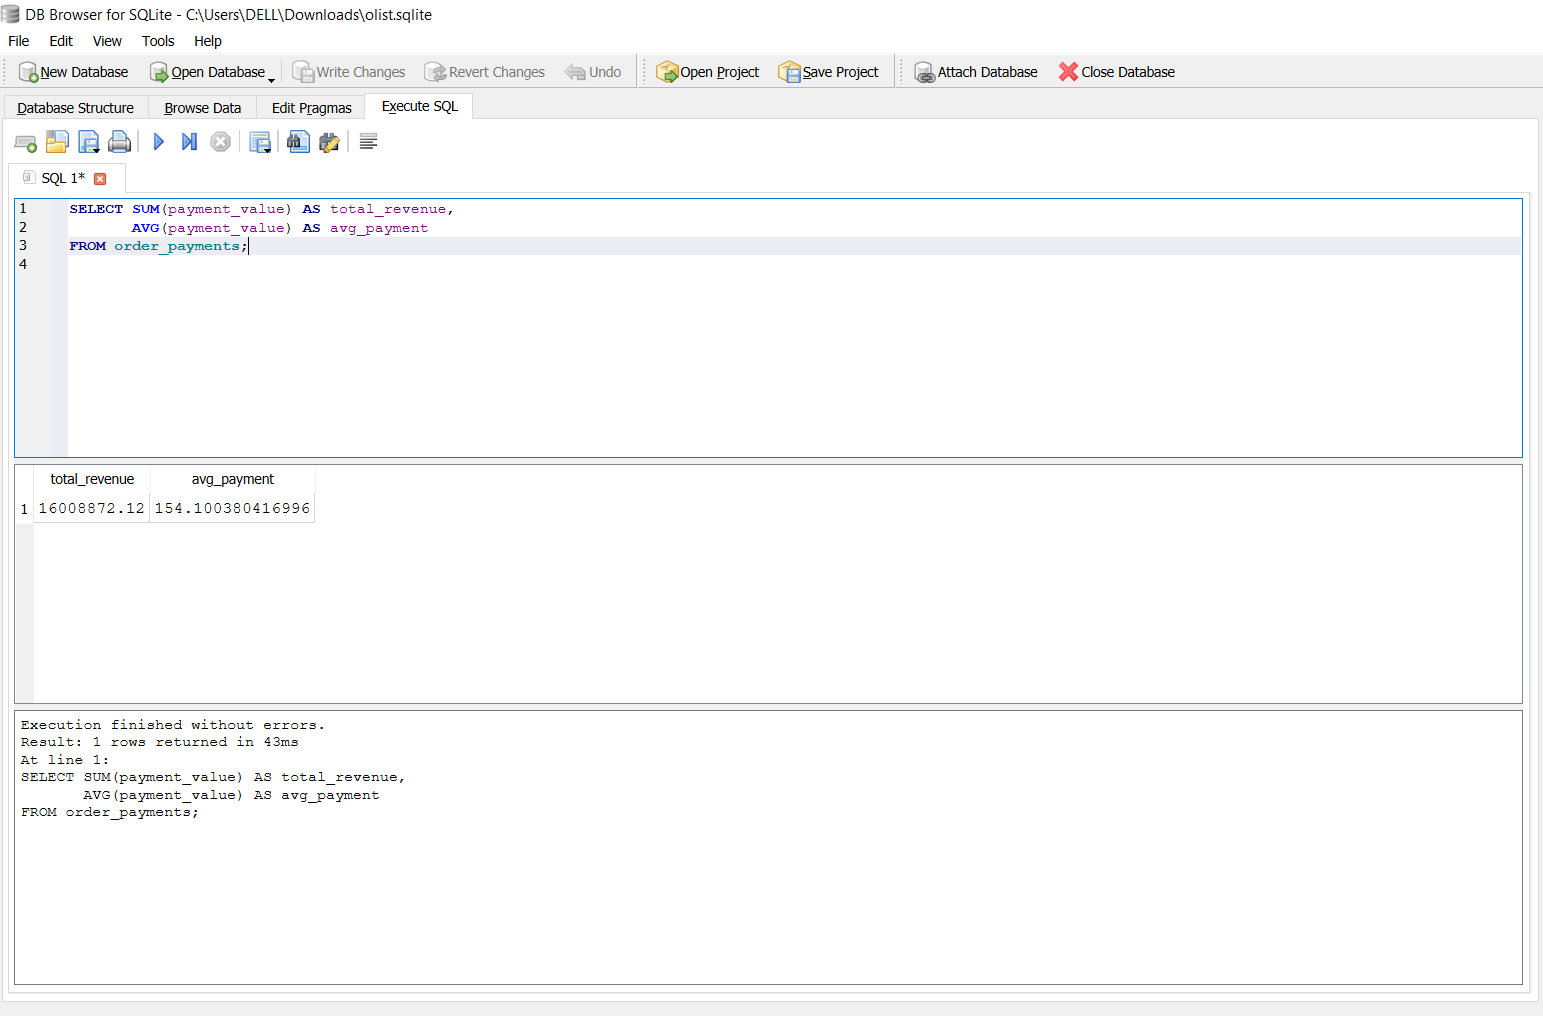 DB Browser for SQLite - C:\Users\DELL\Downloads\olist.sqlite
File Edit View Tools Help
New Database Open Database Write Changes Revert Changes Undo Open Project Save Project Attach Database Close Database
Database Structure Browse Data Edit Pragmas Execute SQL
SQL 1*
1 SELECT SUM(payment_value) AS total_revenue,
2 AVG(payment_value) AS avg_payment
3 FROM order_payments;
4
total_revenue avg_payment
1 16008872.12 154.100380416996
Execution finished without errors.
Result: 1 rows returned in 43ms
At line 1:
SELECT SUM(payment_value) AS total_revenue,
AVG(payment_value) AS avg_payment
FROM order_payments;